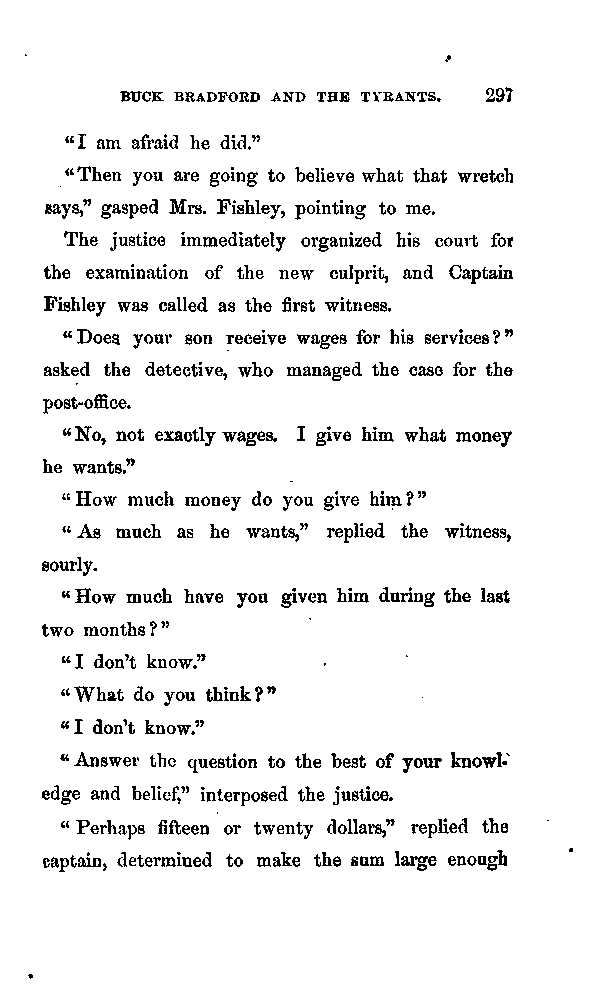 BUCK BRADFORD AND THE TYRANTS. 297
"I am afraid he did."
"Then you are going to believe what that wretch
says," gasped Mrs. Fishley, pointing to me.
The justice immediately organized his court for
the examination of the new culprit, and Captain
Fishley was called as the first witness.
"Does your son receive wages for his services?"
asked the detective, who managed the case for the
post-office.
"No, not exactly wages. I give him what money
he wants."
"How much money do you give him?"
"As much as he wants," replied the witness,
sourly.
"How much have you given him during the last
two months?"
"I don't know."
"What do you think?"
"I don't know."
"Answer the question to the best of your knowl-
edge and belief," interposed the justice.
"Perhaps fifteen or twenty dollars," replied the
captain, determined to make the sum large enough